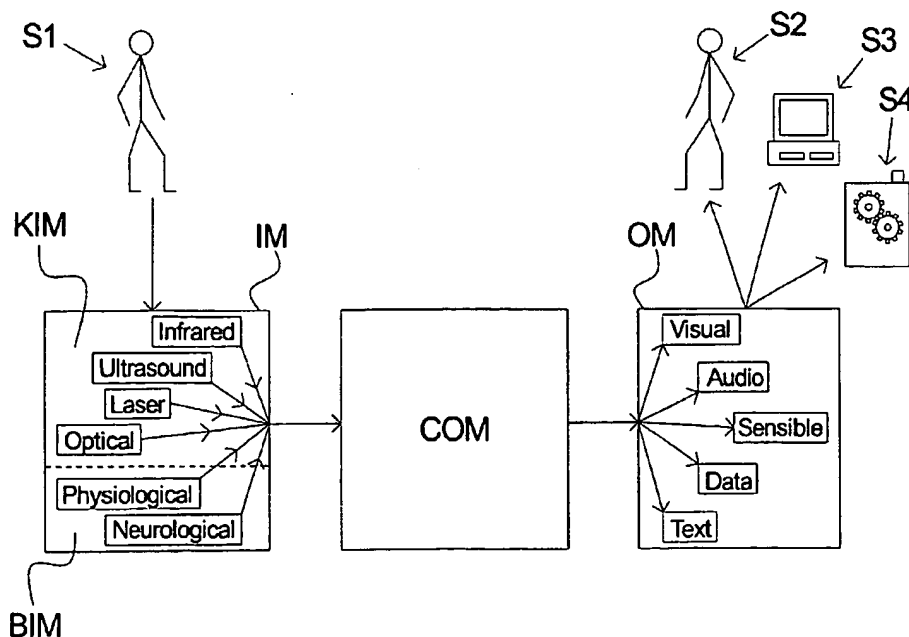 S1
S2
S3
S4
KIM
IM
OM
Infrared
Ultrasound
Laser
Optical
Physiological
Neurological
COM
Visual
Audio
Sensible
Data
Text
BIM